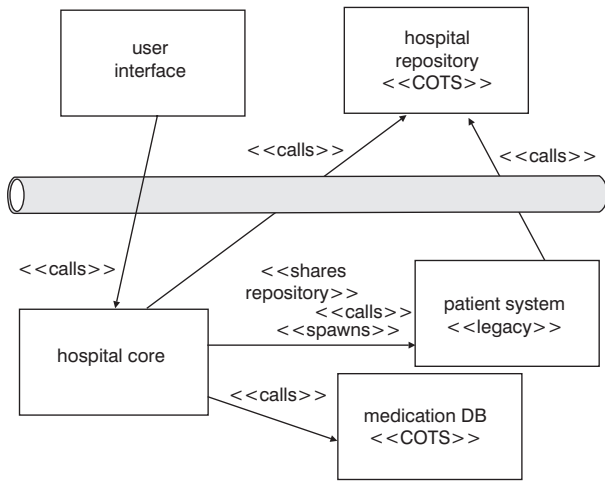 user
interface
hospital
repository
<<COTS>>
<<calls>>
<<calls>>
<<calls>>
<<shares
repository>>
<<calls>>
<<spawns>>
patient system
<<legacy>>
hospital core
<<calls>>
medication DB
<<COTS>>